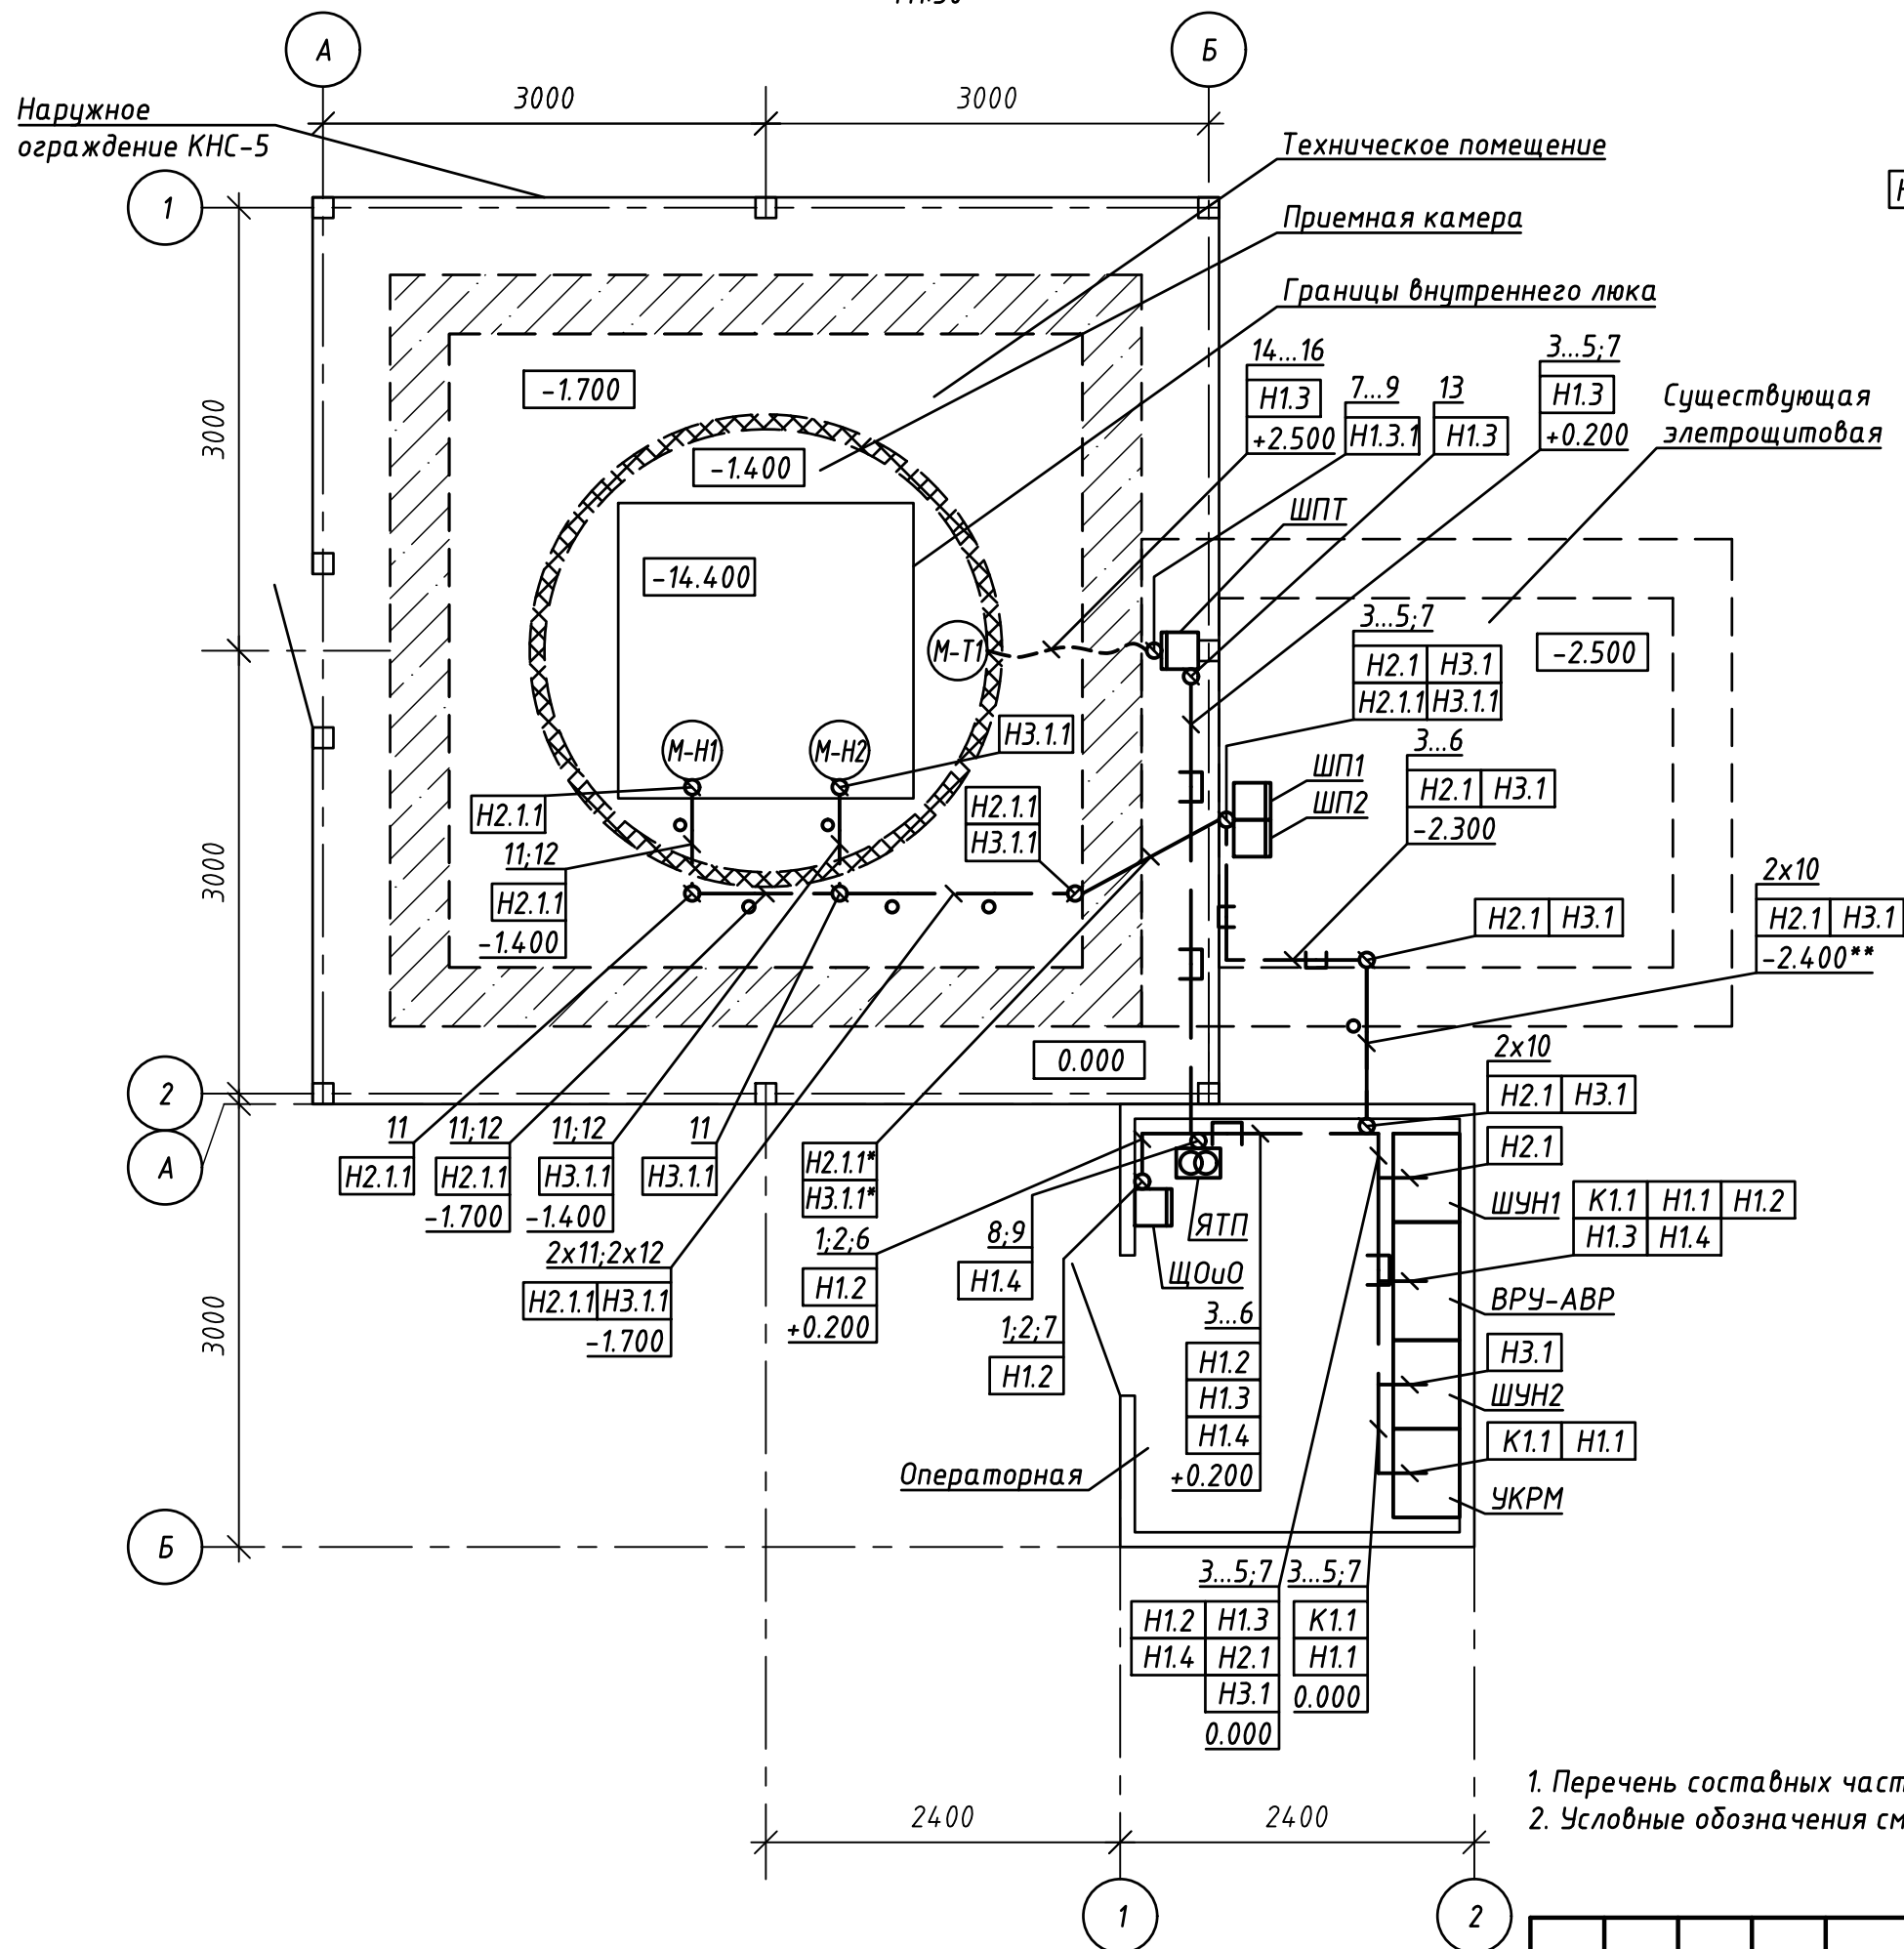 А
Б
3000
3000
Наружное
ограждение КНС-5
1
Техническое помещение
Приемная камера
Границы внутреннего люка
-1.700
14...16
Н1.3
+2.500
7...9
Н1.3.1
13
Н1.3
3...5;7
Н1.3
+0.200
Существующая
элетрощитовая
3000
-1.400
ШПТ
-14.400
М-Т1
3...5;7
Н2.1 Н3.1
Н2.1.1 Н3.1.1
-2.500
М-Н1
М-Н2
Н3.1.1
3...6
Н2.1 Н3.1
-2.300
ШП1
ШП2
Н2.1.1
Н2.1.1
Н3.1.1
11;12
Н2.1.1
-1.400
3000
2х10
Н2.1 Н3.1
-2.400**
Н2.1 Н3.1
0.000
2х10
Н2.1 Н3.1
2
А
11
Н2.1.1
11;12
Н2.1.1
-1.700
11;12
Н3.1.1
-1.400
11
Н3.1.1
Н2.1.1*
Н3.1.1*
Н2.1
ШУН1
К1.1 Н1.1 Н1.2
Н1.3 Н1.4
2х11;2х12
Н2.1.1 Н3.1.1
-1.700
1;2;6
Н1.2
+0.200
8;9
Н1.4
ЯТП
ЩОиО
1;2;7
Н1.2
3...6
Н1.2
Н1.3
Н1.4
+0.200
ВРУ-АВР
Н3.1
ШУН2
К1.1 Н1.1
УКРМ
3000
Операторная
Б
3...5;7
Н1.2 Н1.3
Н1.4 Н2.1
Н3.1
0.000
3...5;7
К1.1
Н1.1
0.000
1. Перечень составных
2. Условные обозначения
2400
2400
1
2